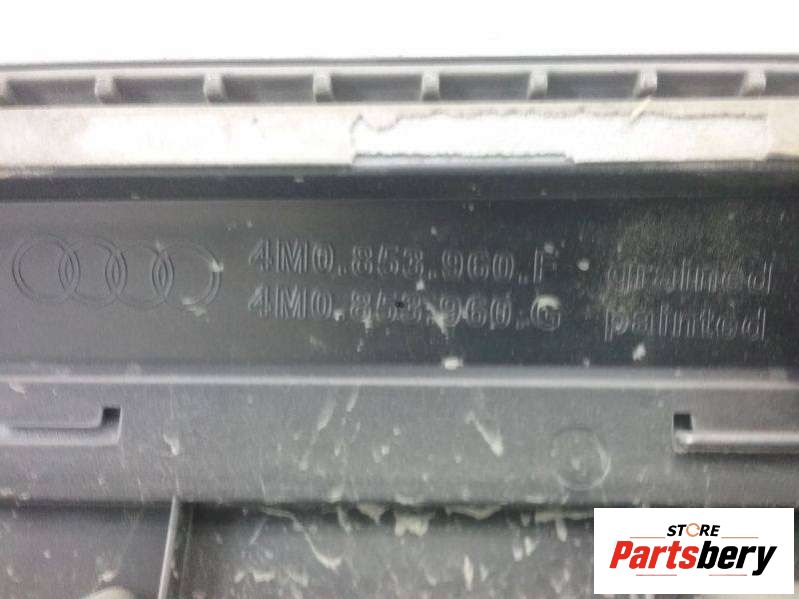 4M0.853.960.F grained
4M0.853.960.G painted
STORE
Partsbery